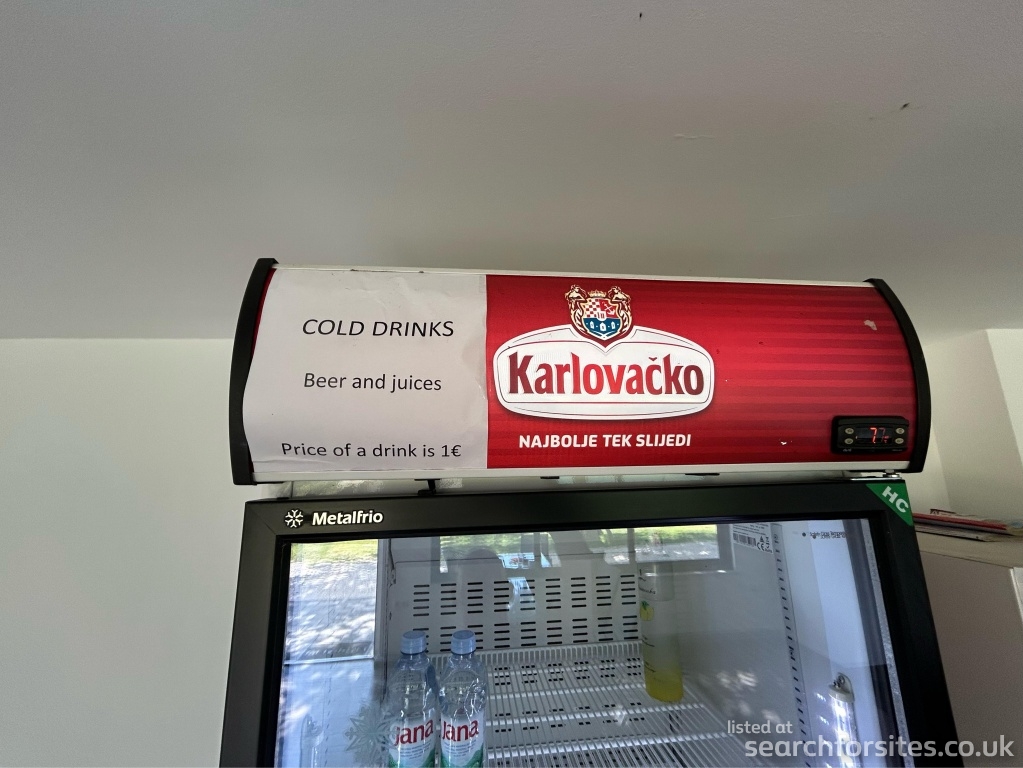 COLD DRINKS
Beer and juices
Price of a drink is 1€
Karlovačko
NAJBOLJE TEK SLIJEDI
HC
Metalfrio
Jana
Jana
listed at
searchforsites.co.uk